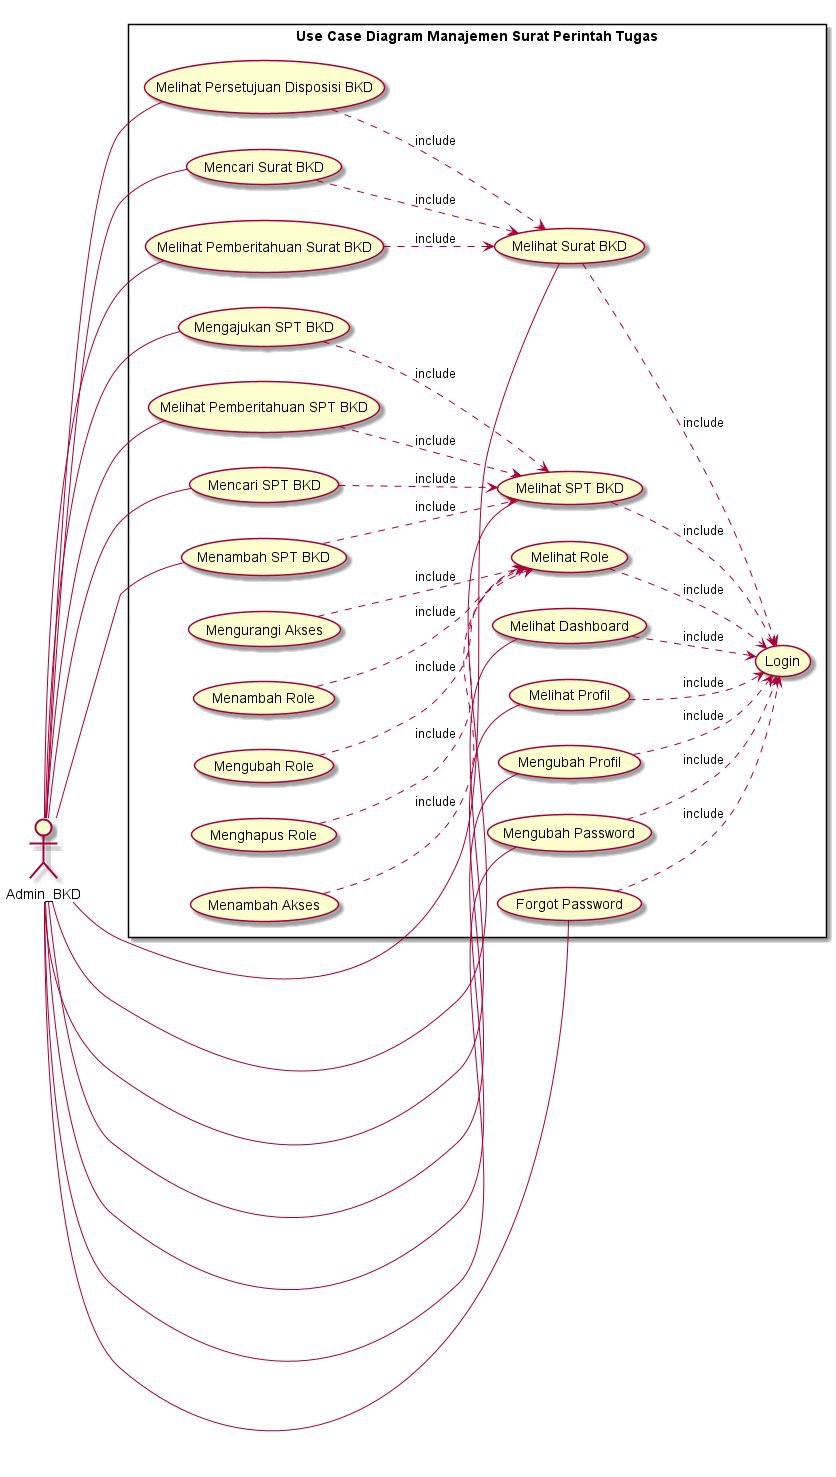 Use Case Diagram Manajemen Surat Perintah Tugas
Melihat Persetujuan Disposisi BKD
include
Mencari Surat BKD
include
Melihat Pemberitahuan Surat BKD
include
Melihat Surat BKD
Mengajukan SPT BKD
include
Melihat Pemberitahuan SPT BKD
include
include
Mencari SPT BKD
include
Melihat SPT BKD
include
include
Menambah SPT BKD
Melihat Role
include
include
Mengurangi Akses
include
Melihat Dashboard
include
Login
include
Menambah Role
include
Melihat Profil
include
Mengubah Role
include
Mengubah Profil
include
Menghapus Role
include
Mengubah Password
include
Menambah Akses
Forgot Password
Admin_BKD